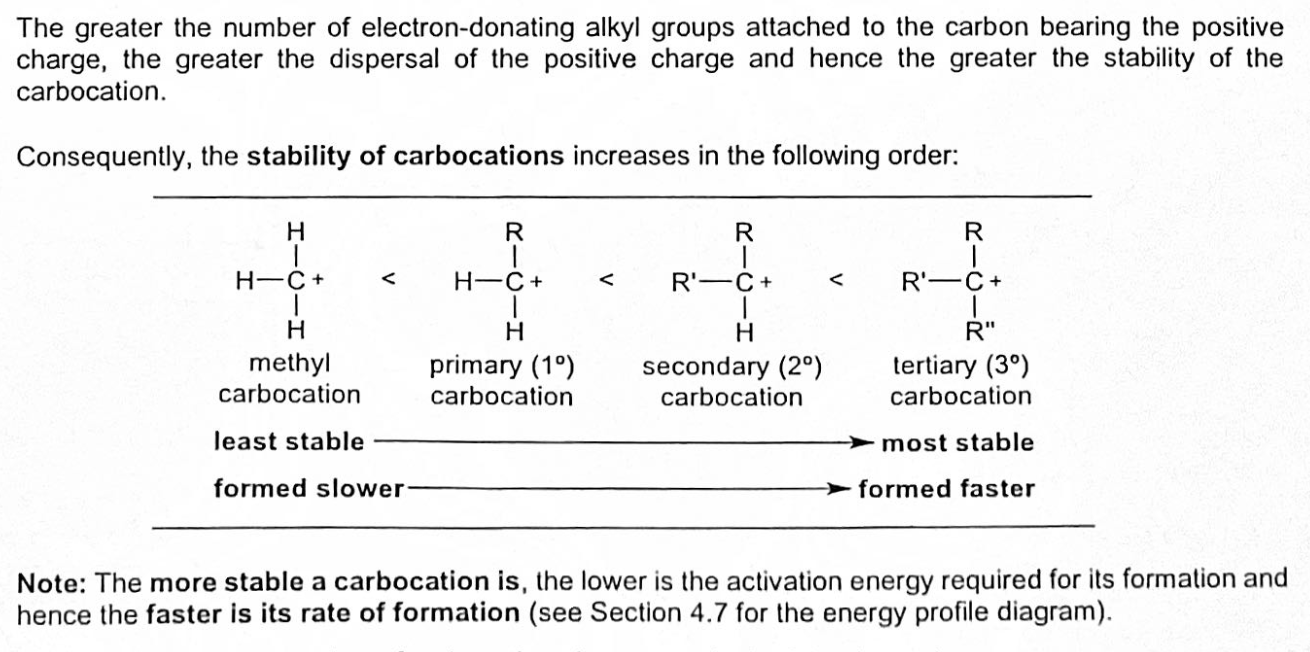 The greater the number of electron-donating alkyl groups attached to the carbon bearing the positive
charge, the greater the dispersal of the positive charge and hence the greater the stability of the
carbocation.
Consequently, the stability of carbocations increases in the following order:
H R R R
H—C+ < H—C+ < R'—C+ < R'—C+
H H H R"
methyl primary (1º) secondary (2º) tertiary (3º)
carbocation carbocation carbocation carbocation
least stable most stable
formed slower formed faster
Note: The more stable a carbocation is, the lower is the activation energy required for its formation and
hence the faster is its rate of formation (see Section 4.7 for the energy profile diagram).